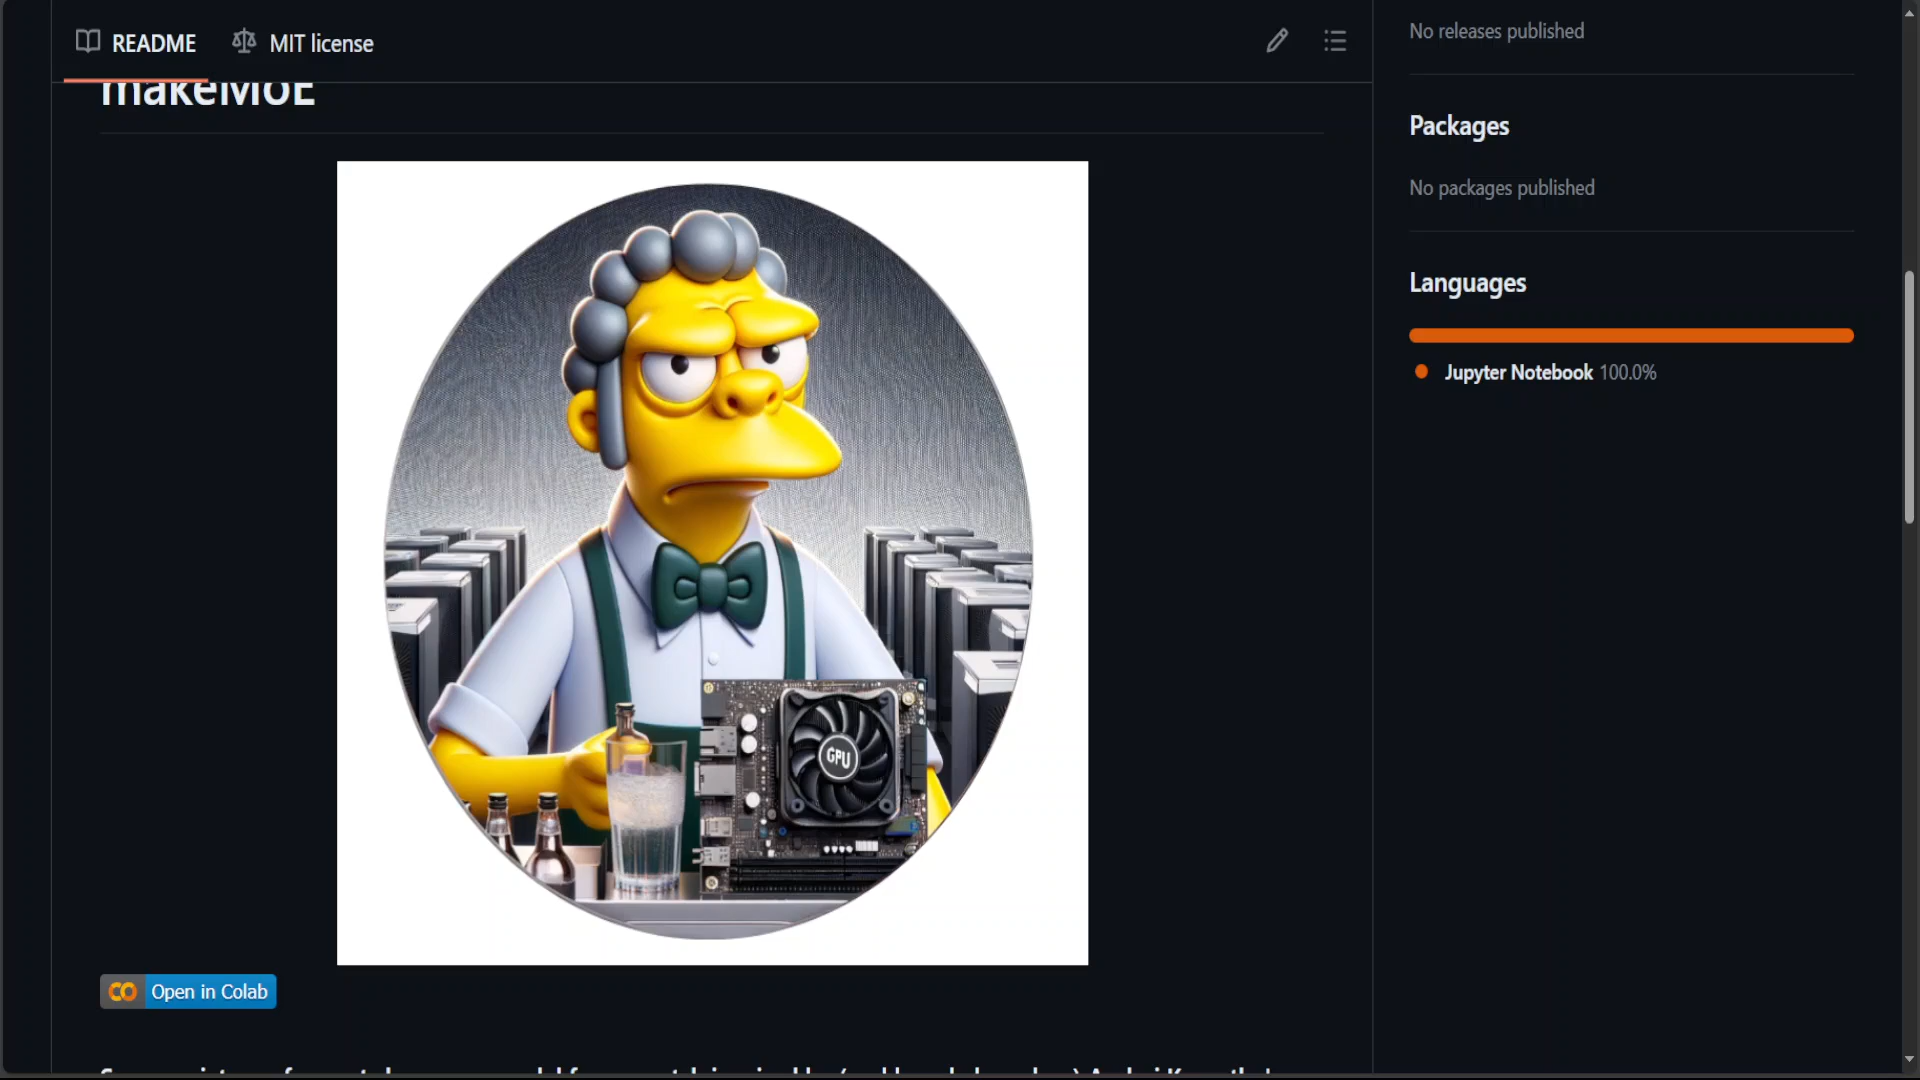 README
MIT license
makeMoE
GPU
Open in Colab
No releases published
Packages
No packages published
Languages
Jupyter Notebook 100.0%